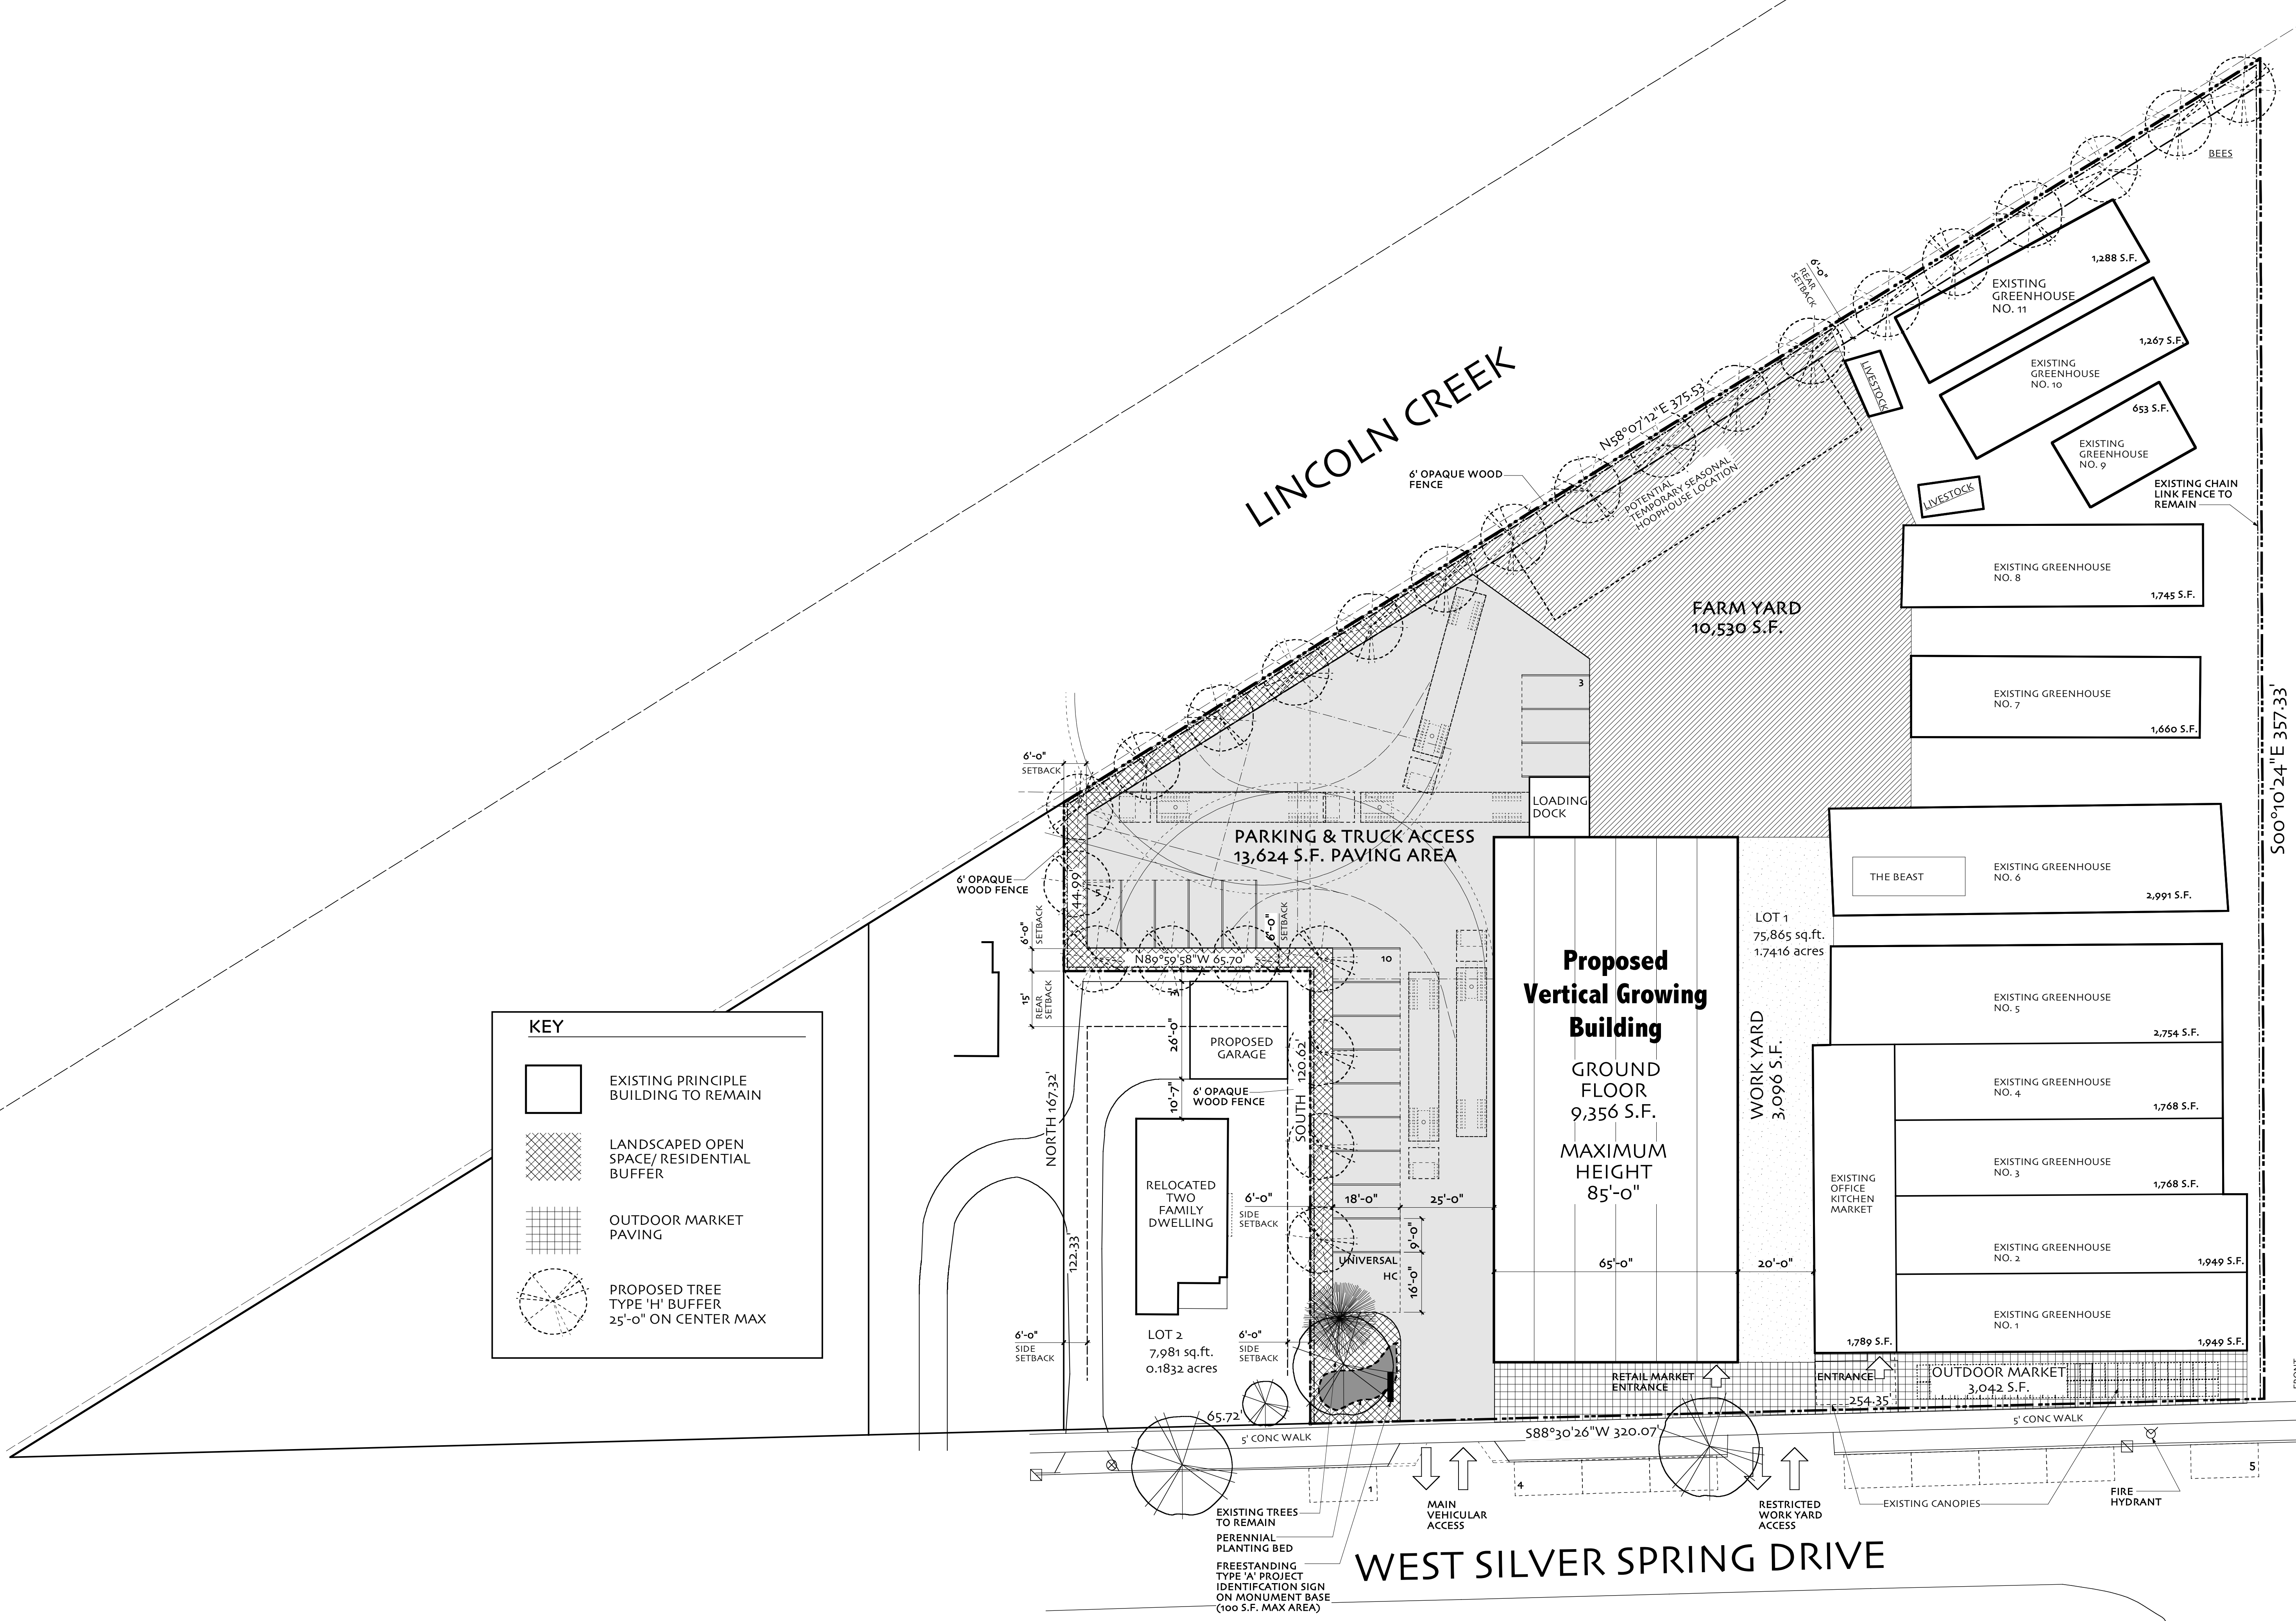 BEES
6'-0"
REAR
SETBACK
1,288 S.F.
EXISTING
GREENHOUSE
NO. 11
1,267 S.F.
EXISTING
GREENHOUSE
NO. 10
LIVESTOCK
653 S.F.
EXISTING
GREENHOUSE
NO. 9
LIVESTOCK
EXISTING CHAIN
LINK FENCE TO
REMAIN
LINCOLN CREEK
N58°07'12"E 375.53'
6' OPAQUE WOOD
FENCE
POTENTIAL
TEMPORARY SEASONAL
HOOPHOUSE LOCATION
EXISTING GREENHOUSE
NO. 8
1,745 S.F.
FARM YARD
10,530 S.F.
EXISTING GREENHOUSE
NO. 7
1,660 S.F.
S00°10'24"E 357.33'
3
6'-0"
SETBACK
LOADING
DOCK
PARKING & TRUCK ACCESS
13,624 S.F. PAVING AREA
THE BEAST
EXISTING GREENHOUSE
NO. 6
2,991 S.F.
6' OPAQUE
WOOD FENCE
44.99'
5
6'-0"
SETBACK
6'-0"
SETBACK
LOT 1
75,865 sq.ft.
1.7416 acres
N89°59'58"W 65.70'
10
15'
REAR
SETBACK
3'
Proposed
Vertical Growing
Building
GROUND
FLOOR
9,356 S.F.
MAXIMUM
HEIGHT
85'-0"
WORK YARD
3,096 S.F.
EXISTING GREENHOUSE
NO. 5
2,754 S.F.
KEY
EXISTING PRINCIPLE
BUILDING TO REMAIN
LANDSCAPED OPEN
SPACE/ RESIDENTIAL
BUFFER
OUTDOOR MARKET
PAVING
PROPOSED TREE
TYPE 'H' BUFFER
25'-0" ON CENTER MAX
26'-0"
PROPOSED
GARAGE
10'-7"
6' OPAQUE
WOOD FENCE
SOUTH 120.62'
NORTH 167.32'
EXISTING GREENHOUSE
NO. 4
1,768 S.F.
EXISTING GREENHOUSE
NO. 3
1,768 S.F.
EXISTING
OFFICE
KITCHEN
MARKET
RELOCATED
TWO
FAMILY
DWELLING
6'-0"
SIDE
SETBACK
18'-0"
25'-0"
9'-0"
122.33'
UNIVERSAL
HC
16'-0"
65'-0"
20'-0"
EXISTING GREENHOUSE
NO. 2
1,949 S.F.
EXISTING GREENHOUSE
NO. 1
1,789 S.F.
1,949 S.F.
6'-0"
SIDE
SETBACK
LOT 2
7,981 sq.ft.
0.1832 acres
6'-0"
SIDE
SETBACK
RETAIL MARKET
ENTRANCE
ENTRANCE
OUTDOOR MARKET
3,042 S.F.
254.35'
65.72'
5' CONC WALK
S88°30'26"W 320.07'
5' CONC WALK
1
4
5
MAIN
VEHICULAR
ACCESS
RESTRICTED
WORK YARD
ACCESS
EXISTING CANOPIES
FIRE
HYDRANT
EXISTING TREES
TO REMAIN
PERENNIAL
PLANTING BED
FREESTANDING
TYPE 'A' PROJECT
IDENTIFCATION SIGN
ON MONUMENT BASE
(100 S.F. MAX AREA)
WEST SILVER SPRING DRIVE